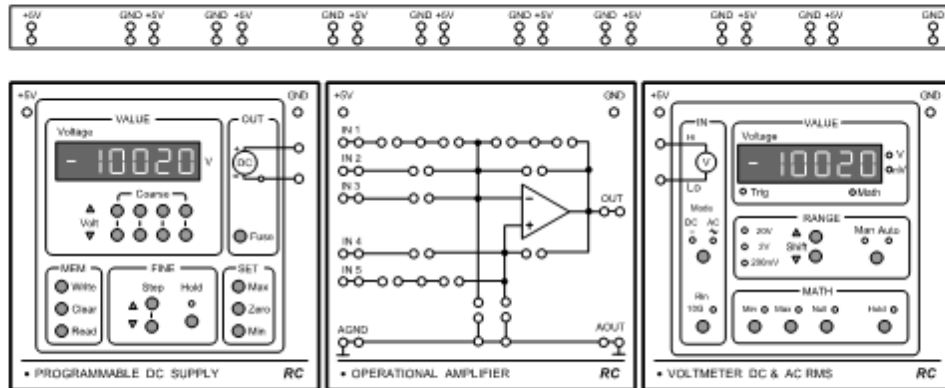 +5V GND +5V GND +5V GND +5V GND +5V GND +5V GND +5V GND +5V GND +5V GND
+5V GND
VALUE OUT
Voltage
- 10020 V
+
DC
-
Coarse
Volt
Fuse
MEM FINE SET
Write Step Hold Max
Clear Zero
Read Min
• PROGRAMMABLE DC SUPPLY RC
+5V GND
IN 1
IN 2
IN 3
-
OUT
+
IN 4
IN 5
AGND AOUT
• OPERATIONAL AMPLIFIER RC
+5V GND
IN VALUE
Hi Voltage
V - 10020 V
mV
Lo Trig Math
Mode RANGE
DC AC 20V Man Auto
2V Shift
200mV
Rin MATH
10G Min Max Null Hold
• VOLTMETER DC & AC RMS RC